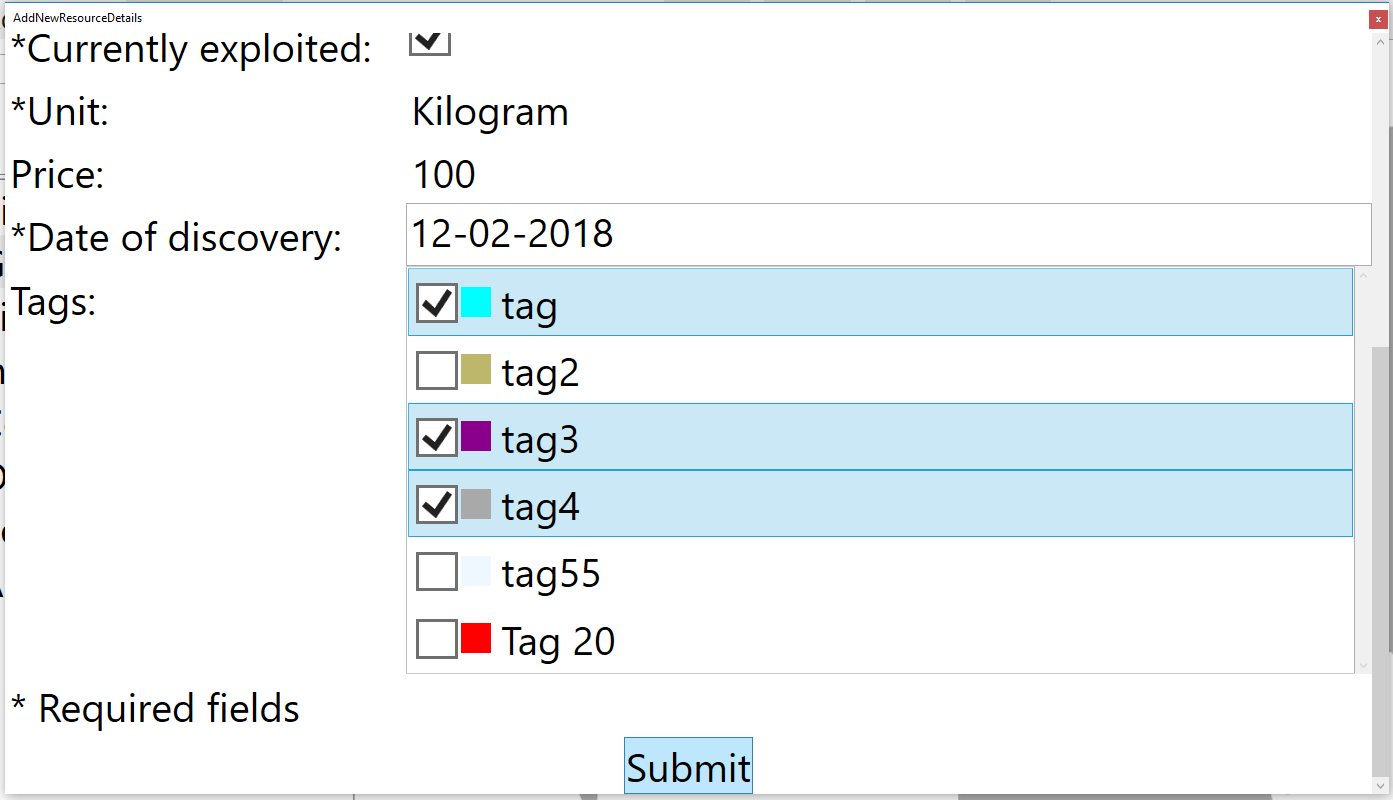 AddNewResourceDetails
*Currently exploited:
*Unit: Kilogram
Price: 100
*Date of discovery: 12-02-2018
Tags: tag
tag2
tag3
tag4
tag55
Tag 20
* Required fields
Submit